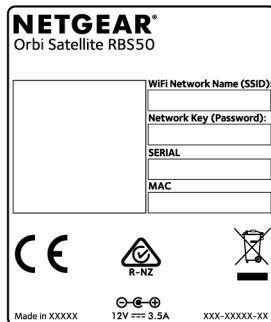 NETGEAR®
Orbi Satellite RBS50
WiFi Network Name (SSID):
Network Key (Password):
SERIAL
MAC
CE
R-NZ
Made in XXXXX
12V ⎓ 3.5A
XXX-XXXXX-XX